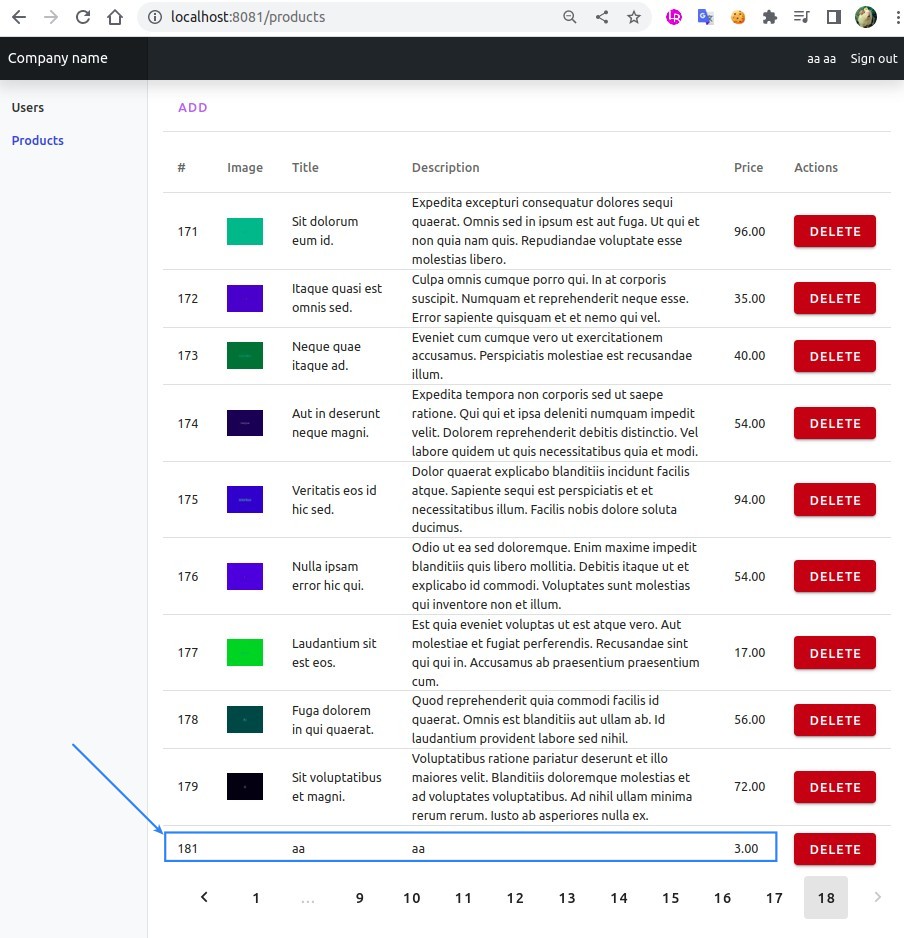 localhost:8081/products
Company name
aa aa Sign out
Users
Products
ADD
# Image Title Description Price Actions
171 Sit dolorum eum id. Expedita excepturi consequatur dolores sequi quaerat. Omnis sed in ipsum est aut fuga. Ut qui et non quia nam quis. Repudiandae voluptate esse molestias libero. 96.00 DELETE
172 Itaque quasi est omnis sed. Culpa omnis cumque porro qui. In at corporis suscipit. Numquam et reprehenderit neque esse. Error sapiente quisquam et et nemo qui vel. 35.00 DELETE
173 Neque quae itaque ad. Eveniet cum cumque vero ut exercitationem accusamus. Perspiciatis molestiae est recusandae illum. 40.00 DELETE
174 Aut in deserunt neque magni. Expedita tempora non corporis sed ut saepe ratione. Qui qui et ipsa deleniti numquam impedit velit. Dolorem reprehenderit debitis distinctio. Vel labore quidem ut quis necessitatibus quia et modi. 54.00 DELETE
175 Veritatis eos id hic sed. Dolor quaerat explicabo blanditiis incidunt facilis atque. Sapiente sequi est perspiciatis et et necessitatibus illum. Facilis nobis dolore soluta ducimus. 94.00 DELETE
176 Nulla ipsam error hic qui. Odio ut ea sed doloremque. Enim maxime impedit blanditiis quis libero mollitia. Debitis itaque ut et explicabo id commodi. Voluptates sunt molestias qui inventore non et illum. 54.00 DELETE
177 Laudantium sit est eos. Est quia eveniet voluptas ut est atque vero. Aut molestiae et fugiat perferendis. Recusandae sint qui qui in. Accusamus ab praesentium praesentium cum. 17.00 DELETE
178 Fuga dolorem in qui quaerat. Quod reprehenderit quia commodi facilis id quaerat. Omnis est blanditiis aut ullam ab. Id laudantium provident labore sed nihil. 56.00 DELETE
179 Sit voluptatibus et magni. Voluptatibus ratione pariatur deserunt et illo maiores velit. Blanditiis doloremque molestias et ad voluptates voluptatibus. Ad nihil ullam minima rerum rerum. Iusto ab asperiores nulla ex. 72.00 DELETE
181 aa aa 3.00 DELETE
1 ... 9 10 11 12 13 14 15 16 17 18